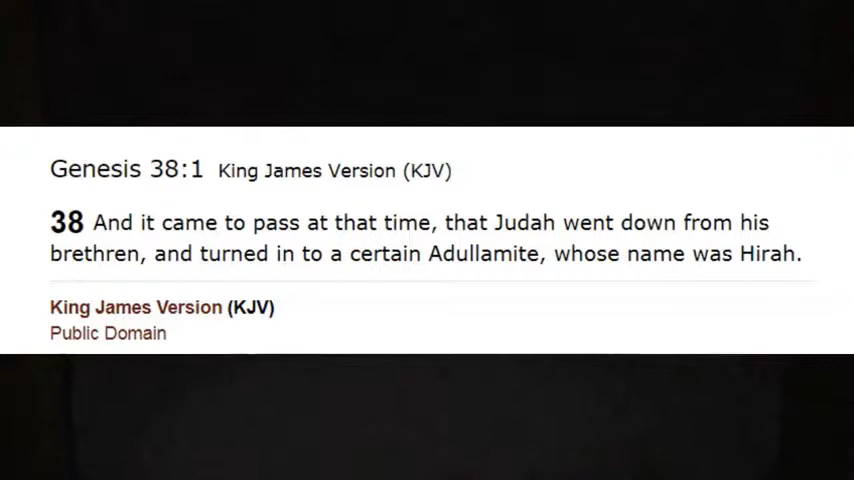 Genesis 38:1 King James Version (KJV)
38 And it came to pass at that time, that Judah went down from his
brethren, and turned in to a certain Adullamite, whose name was Hirah.
King James Version (KJV)
Public Domain